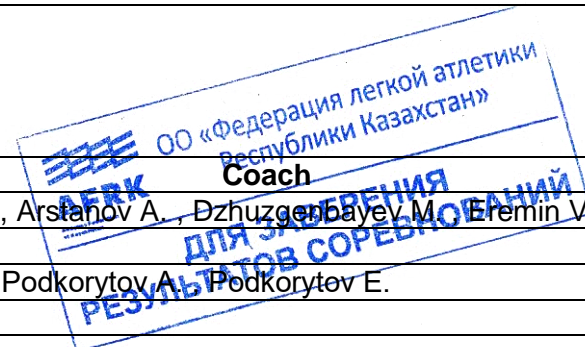 ОО «Федерация легкой атлетики
Республики Казахстан»
AFRK
Coach
, Arstanov A. , Dzhuzgenbayev M., Eremin V
ДЛЯ ЗАВЕРЕНИЯ
РЕЗУЛЬТАТОВ СОРЕВНОВАНИЙ
Podkorytov A., Podkorytov E.